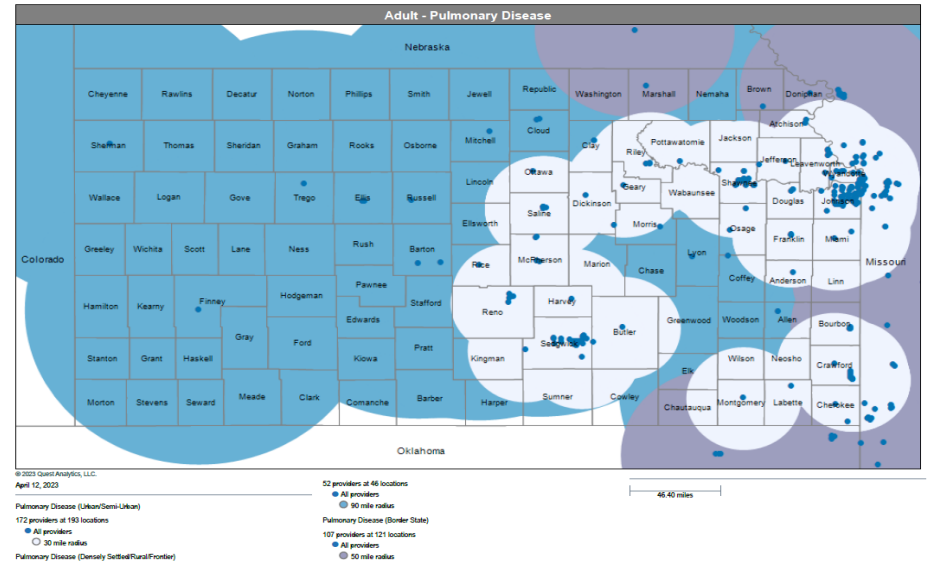 Adult - Pulmonary Disease
Nebraska
Cheyenne Rawlins Decatur Norton Phillips Smith Jewell Republic Washington Marshall Nemaha Brown Doniphan
Sherman Thomas Sheridan Graham Rooks Osborne Mitchell Cloud Clay Riley Pottawatomie Jackson Atchison
Jefferson Leavenworth
Wyandotte
Wallace Logan Gove Trego Ellis Russell Lincoln Ottawa Dickinson Geary Wabaunsee Shawnee Douglas Johnson
Ellsworth Saline Morris Osage Franklin Miami
Colorado Greeley Wichita Scott Lane Ness Rush Barton Rice McPherson Marion Chase Lyon Coffey Anderson Linn Missouri
Hamilton Kearny Finney Hodgeman Pawnee Stafford Reno Harvey Butler Greenwood Woodson Allen Bourbon
Gray Ford Edwards
Stanton Grant Haskell Kiowa Pratt Kingman Sedgwick Elk Wilson Neosho Crawford
Morton Stevens Seward Meade Clark Comanche Barber Harper Sumner Cowley Chautauqua Montgomery Labette Cherokee
Oklahoma
© 2023 Quest Analytics, LLC.
April 12, 2023
Pulmonary Disease (Urban/Semi-Urban)
172 providers at 193 locations
All providers
30 mile radius
Pulmonary Disease (Densely Settled/Rural/Frontier)
52 providers at 46 locations
All providers
90 mile radius
Pulmonary Disease (Border State)
107 providers at 121 locations
All providers
50 mile radius
46.40 miles